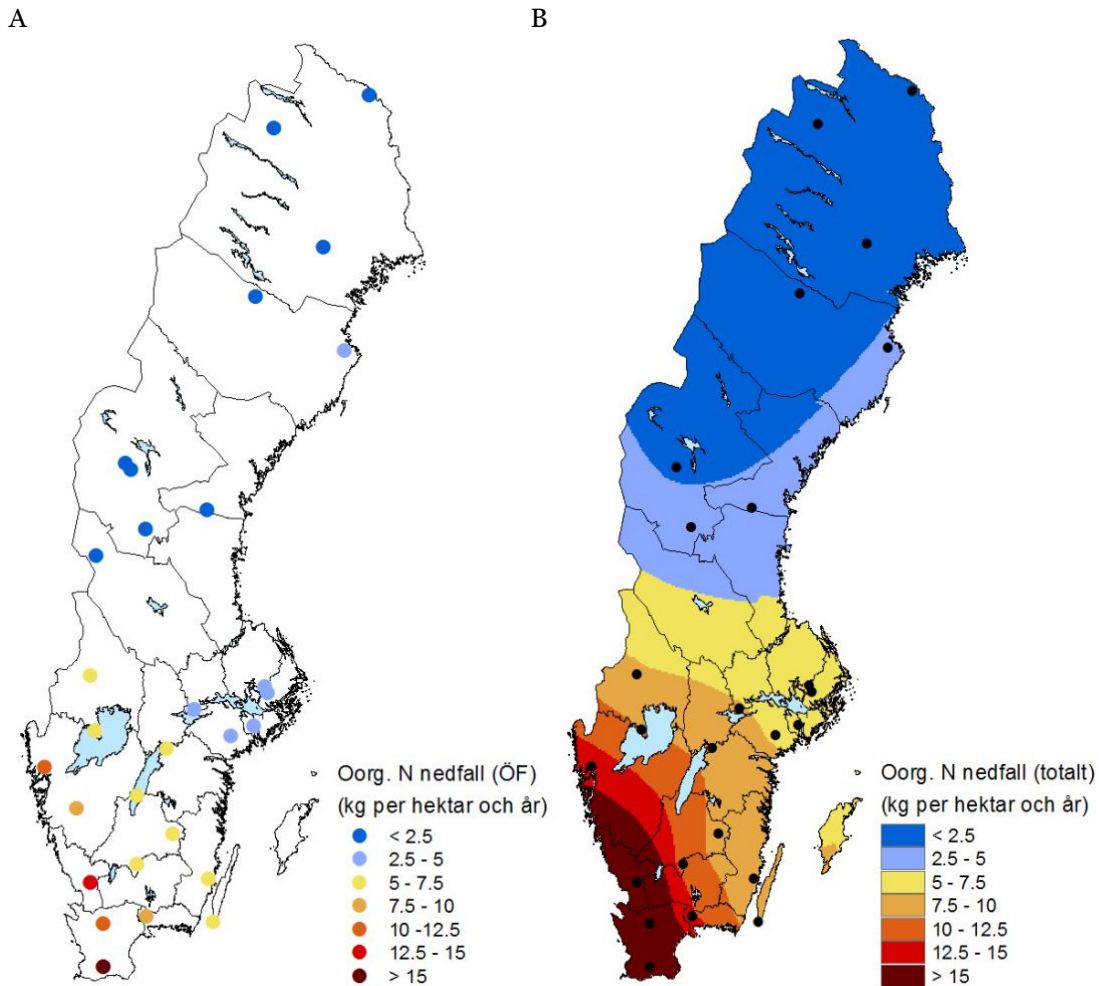 A
B
Oorg. N nedfall (ÖF)
(kg per hektar och år)
< 2.5
2.5 - 5
5 - 7.5
7.5 - 10
10 -12.5
12.5 - 15
> 15
Oorg. N nedfall (totalt)
(kg per hektar och år)
< 2.5
2.5 - 5
5 - 7.5
7.5 - 10
10 -12.5
12.5 - 15
> 15